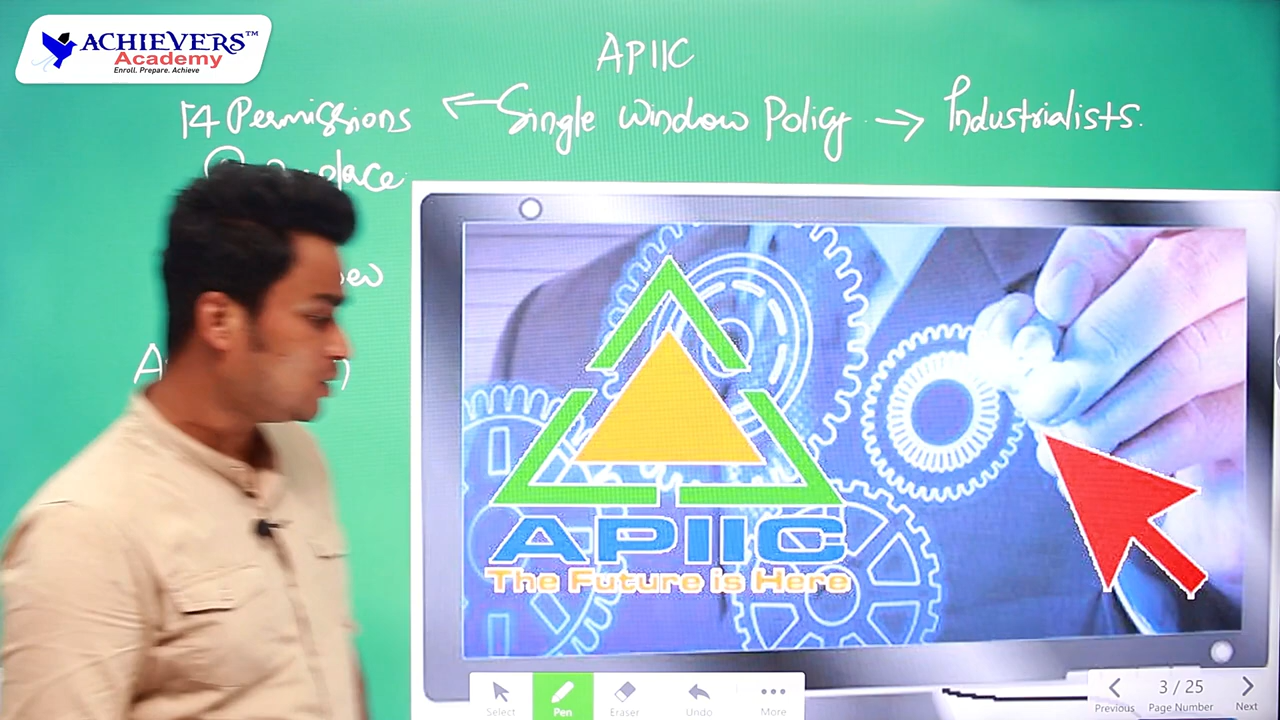 ACHIEVERS™
Academy
Enroll. Prepare. Achieve
APIIC
14 Permissions ← Single Window Policy → Industrialists.
place
APIIC
The Future is Here
Select
Pen
Eraser
Undo
More
Previous
3 / 25
Page Number
Next